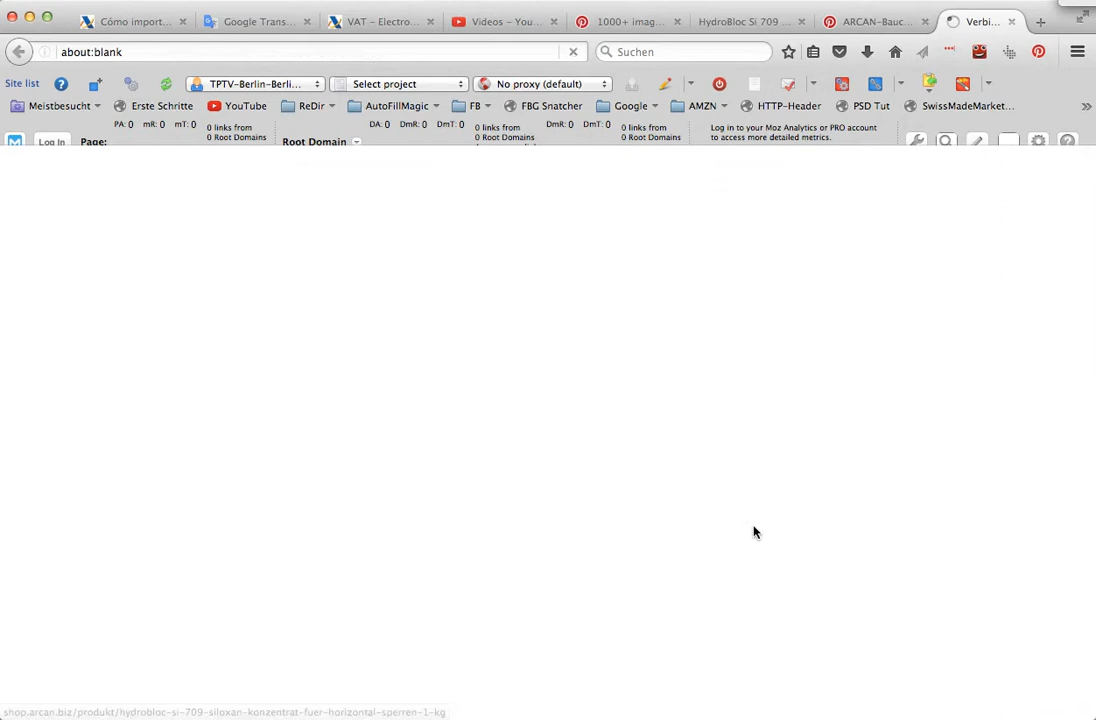 Cómo import...
Google Trans...
VAT – Electro...
Videos – You...
1000+ imag...
HydroBloc Si 709 ...
ARCAN-Bauc...
Verbi...
about:blank
Suchen
Site list
TPTV-Berlin-Berli...
Select project
No proxy (default)
Meistbesucht
Erste Schritte
YouTube
ReDir
AutoFillMagic
FB
FBG Snatcher
Google
AMZN
HTTP-Header
PSD Tut
SwissMadeMarket...
Log In
Page:
PA: 0 mR: 0 mT: 0
0 links from
0 Root Domains
Root Domain
DA: 0 DmR: 0 DmT: 0
0 links from
0 Root Domains
DmR: 0 DmT: 0
0 links from
0 Root Domains
Log in to your Moz Analytics or PRO account
to access more detailed metrics.
shop.arcan.biz/produkt/hydrobloc-si-709-siloxan-konzentrat-fuer-horizontal-sperren-1-kg